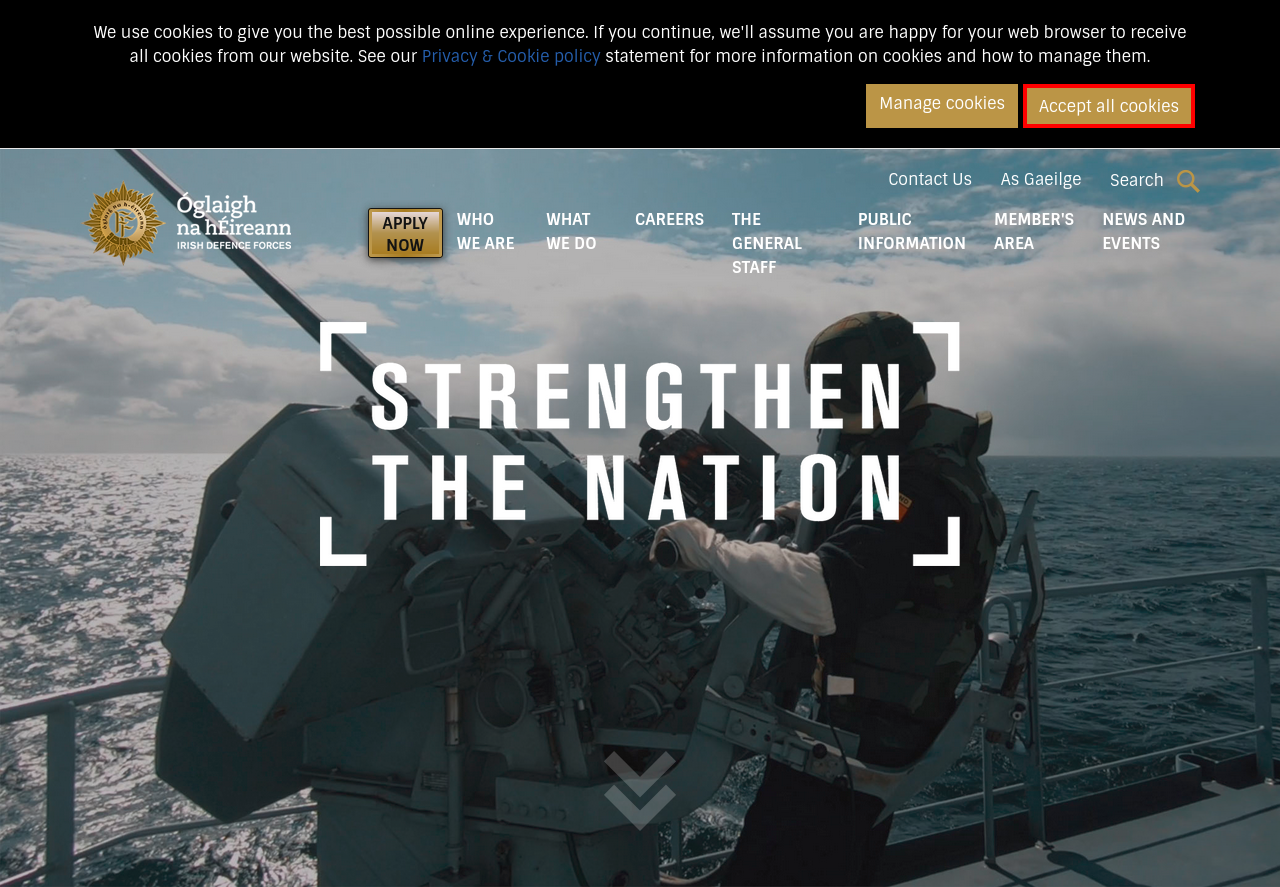 We use cookies to give you the best possible online experience. If you continue, we'll assume you are happy for your web browser to receive
all cookies from our website. See our Privacy & Cookie policy statement for more information on cookies and how to manage them.
Manage cookies
Accept all cookies
Contact Us
As Gaeilge
Search
Óglaigh
na hÉireann
IRISH DEFENCE FORCES
APPLY
NOW
WHO
WE ARE
WHAT
WE DO
CAREERS
THE
GENERAL
STAFF
PUBLIC
INFORMATION
MEMBER'S
AREA
NEWS AND
EVENTS
STRENGTHEN
THE NATION